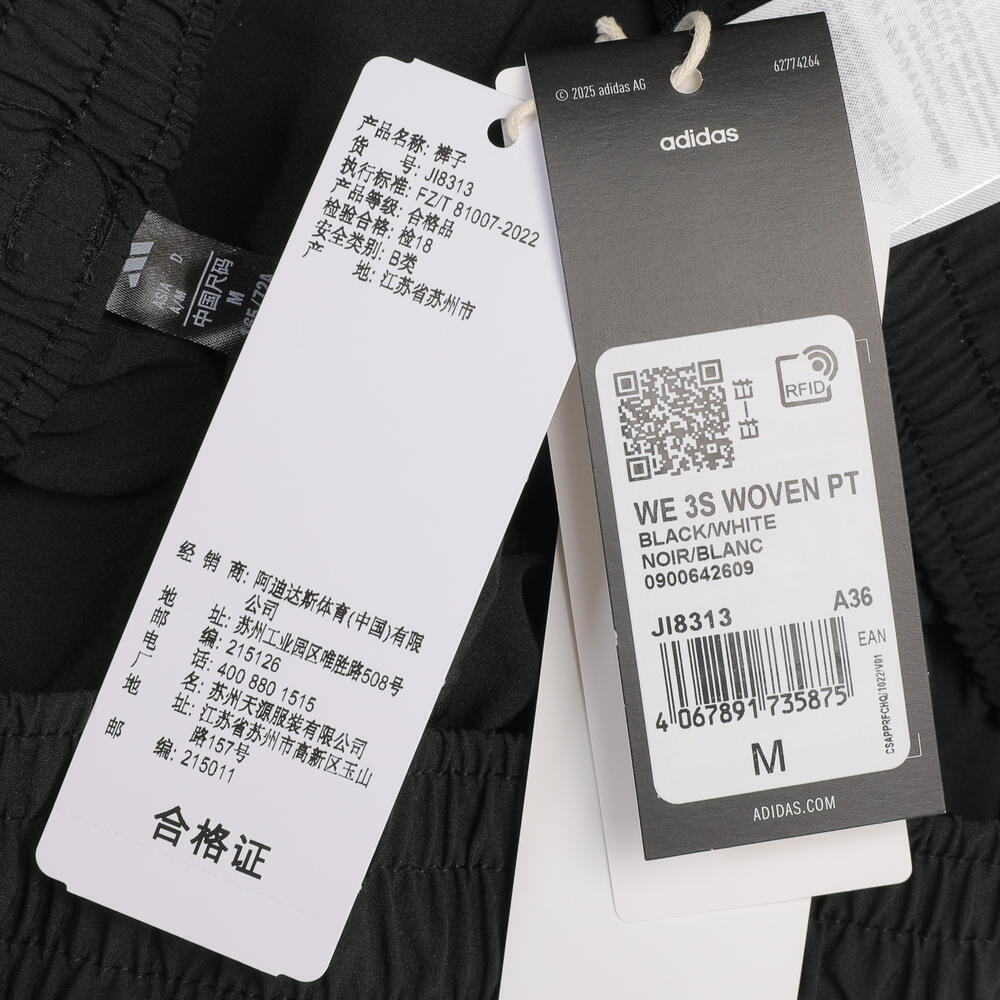 产品名称: 裤子
货 号: JI8313
执行标准: FZ/T 81007-2022
产品等级: 合格品
检验合格: 检18
安全类别: B类
产 地: 江苏省苏州市
经 销 商: 阿迪达斯体育(中国)有限
公司
地 址: 苏州工业园区唯胜路508号
邮 编: 215126
电 话: 400 880 1515
厂 名: 苏州天源服装有限公司
地 址: 江苏省苏州市高新区玉山
路157号
邮 编: 215011
合格证
© 2025 adidas AG
62774264
adidas
RFID
WE 3S WOVEN PT
BLACK/WHITE
NOIR/BLANC
0900642609
JI8313
A36
EAN
4 067891 735875
CSAPPRFCHQ/1022/V01
M
ADIDAS.COM
D
ASIA
A/M
中国尺码
M